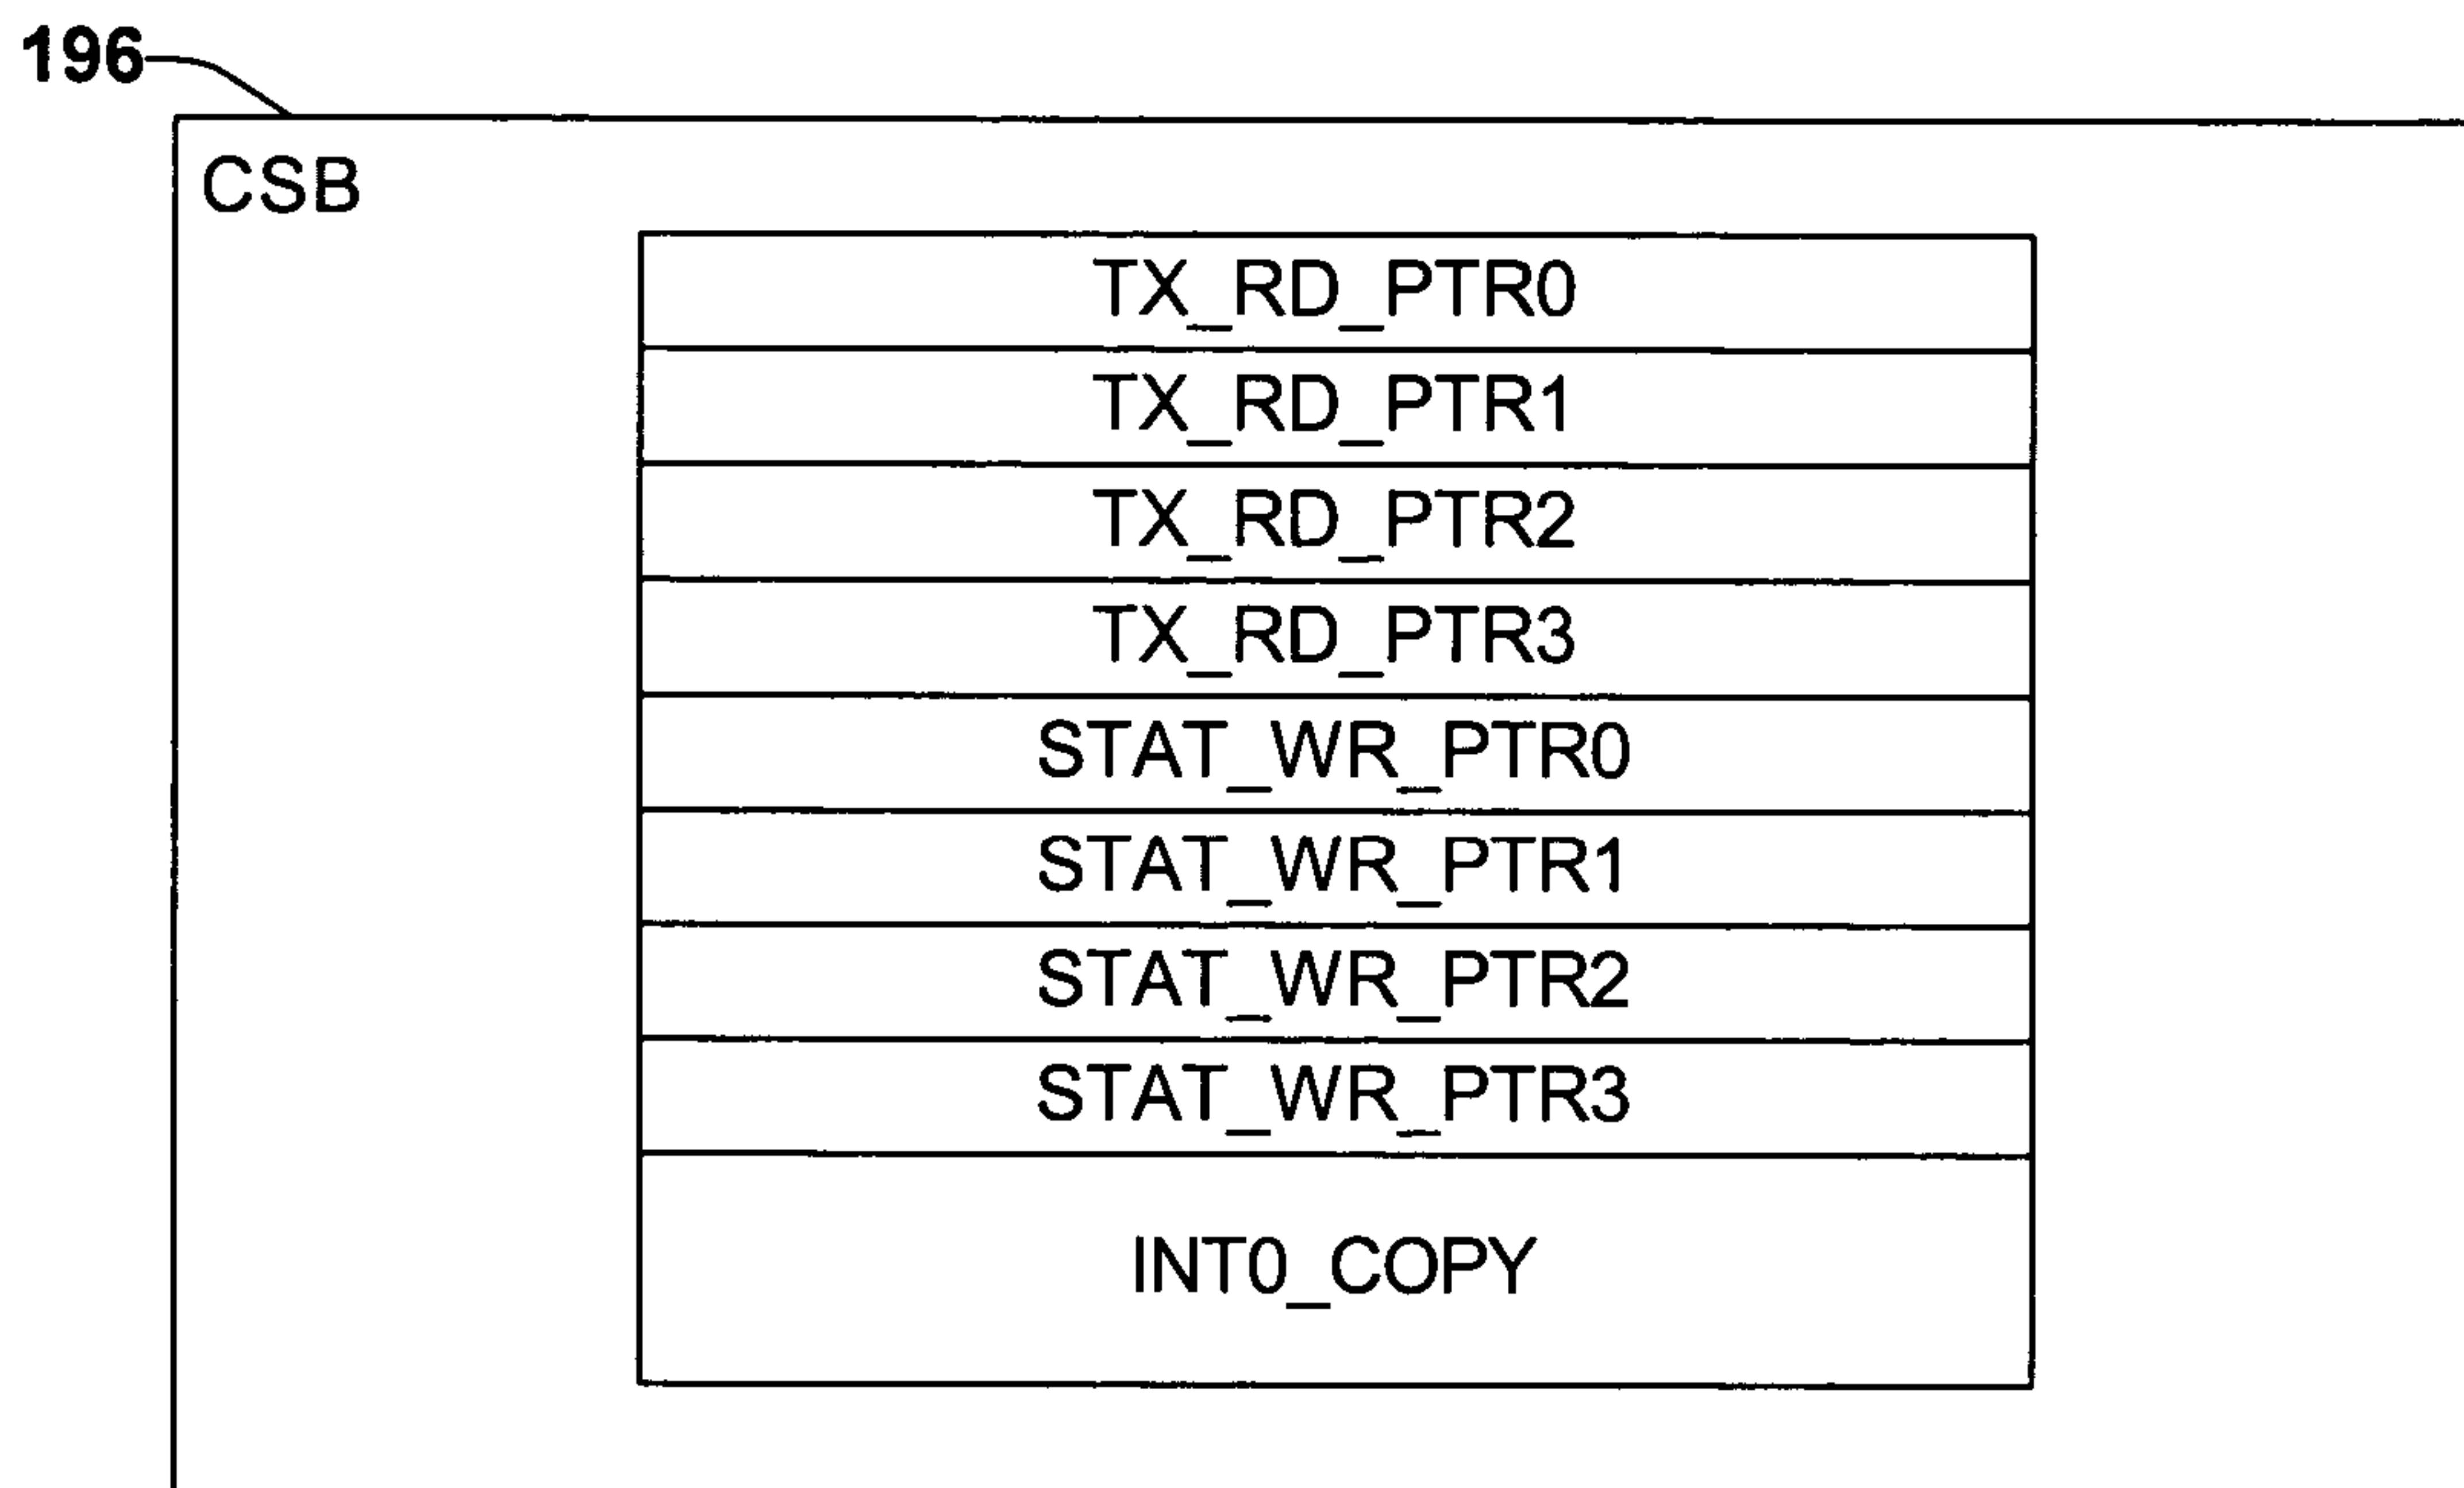 196
CSB
TX_RD_PTR0
TX_RD_PTR1
TX_RD_PTR2
TX_RD_PTR3
STAT_WR_PTR0
STAT_WR_PTR1
STAT_WR_PTR2
STAT_WR_PTR3
INT0_COPY